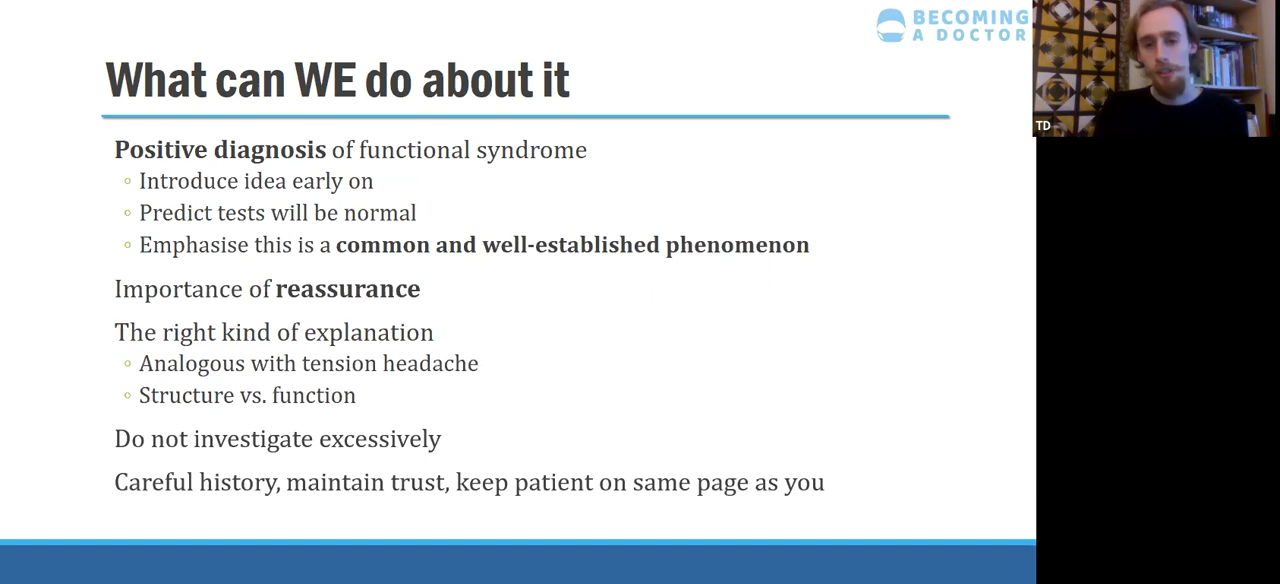 BECOMING
A DOCTOR
What can WE do about it
TD
Positive diagnosis of functional syndrome
◦ Introduce idea early on
◦ Predict tests will be normal
◦ Emphasise this is a common and well-established phenomenon
Importance of reassurance
The right kind of explanation
◦ Analogous with tension headache
◦ Structure vs. function
Do not investigate excessively
Careful history, maintain trust, keep patient on same page as you